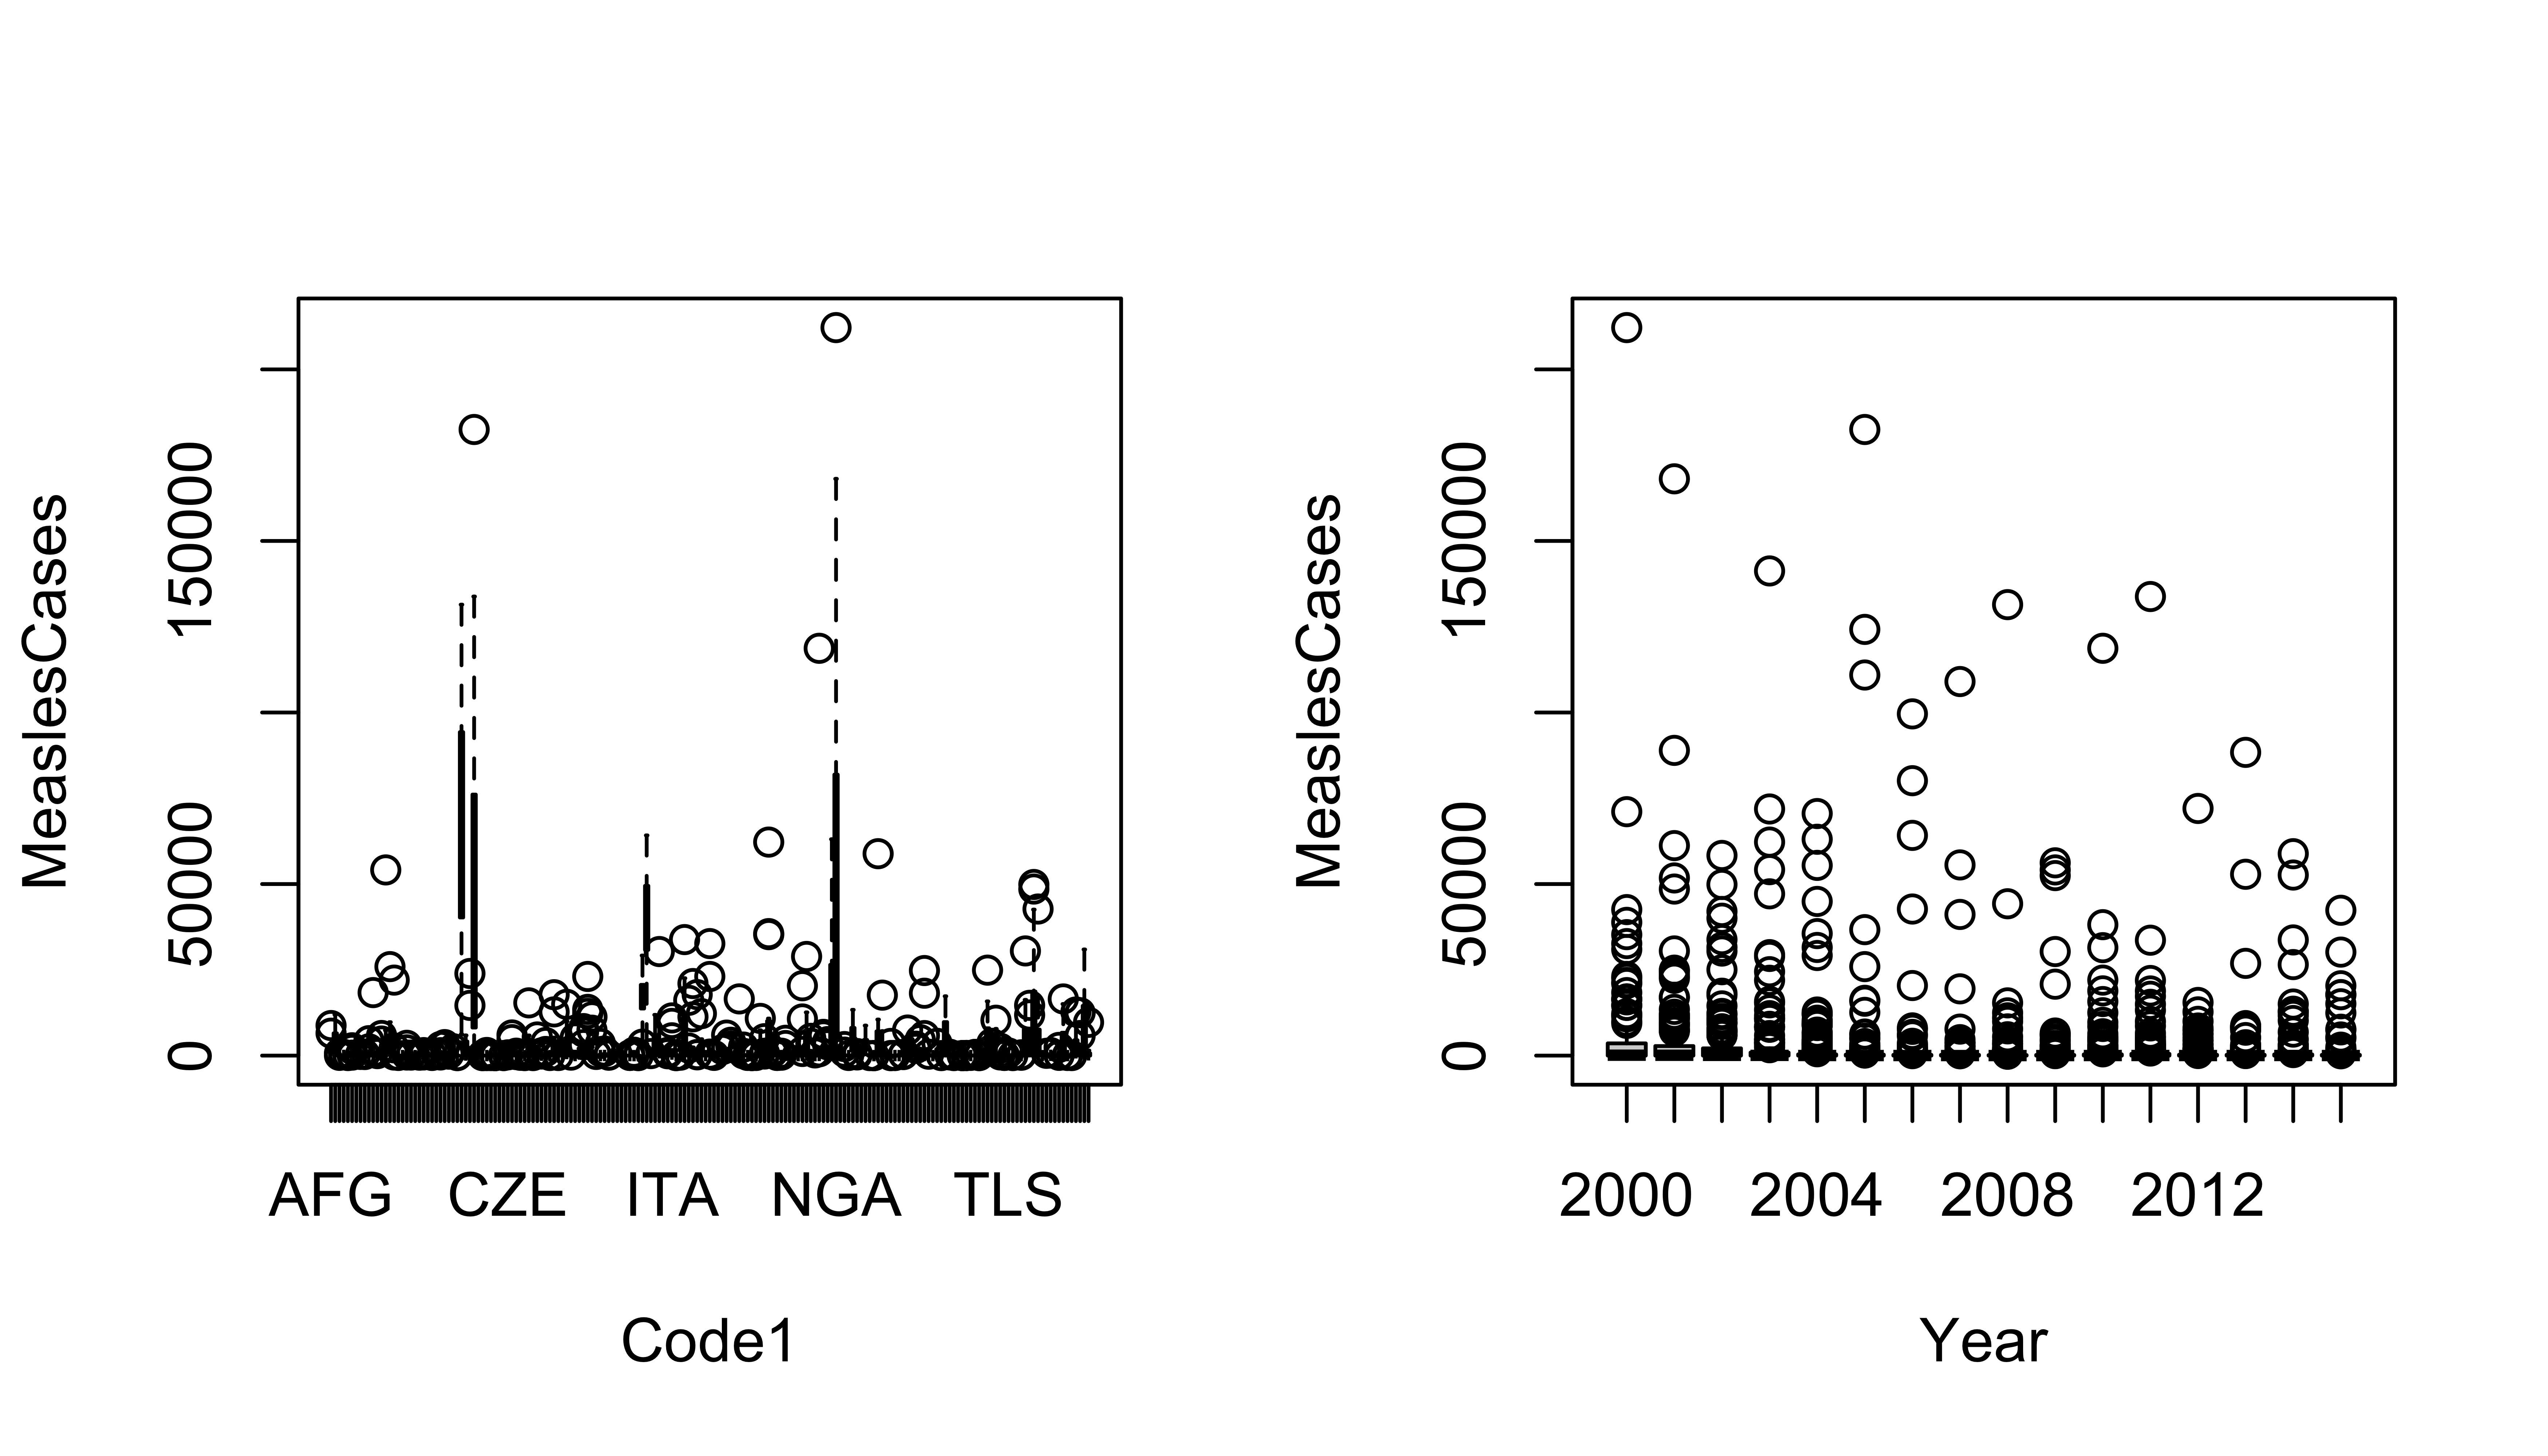 MeaslesCases
0 50000 150000
AFG CZE ITA NGA TLS
Code1
MeaslesCases
0 50000 150000
2000 2004 2008 2012
Year